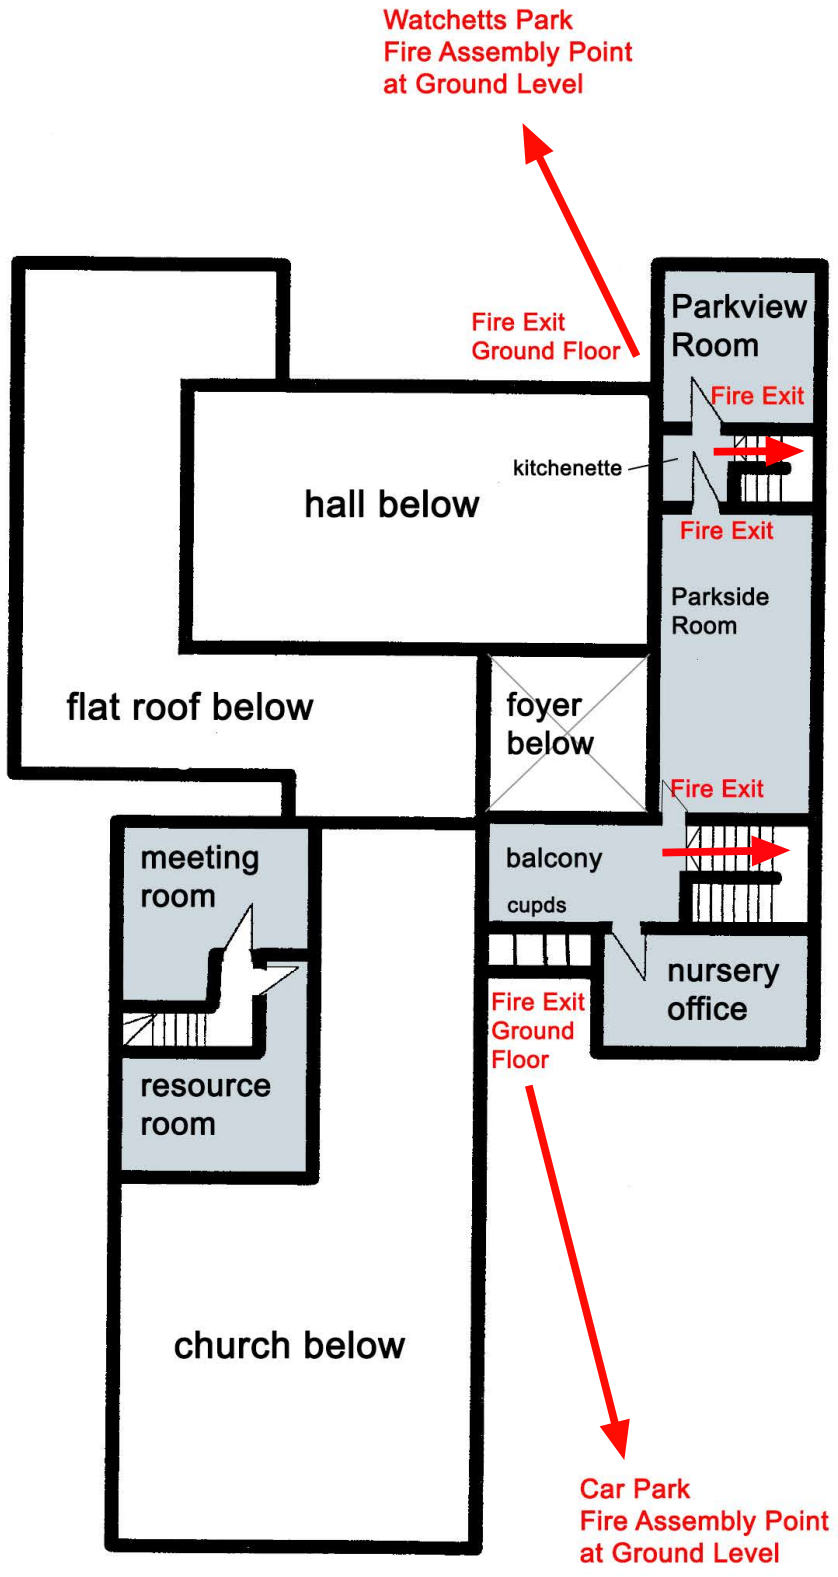 Watchetts Park
Fire Assembly Point
at Ground Level
Parkview
Room
Fire Exit
Ground Floor
Fire Exit
kitchenette
hall below
Fire Exit
Parkside
Room
flat roof below
foyer
below
Fire Exit
meeting
room
balcony
cupds
nursery
office
Fire Exit
Ground
Floor
resource
room
church below
Car Park
Fire Assembly Point
at Ground Level